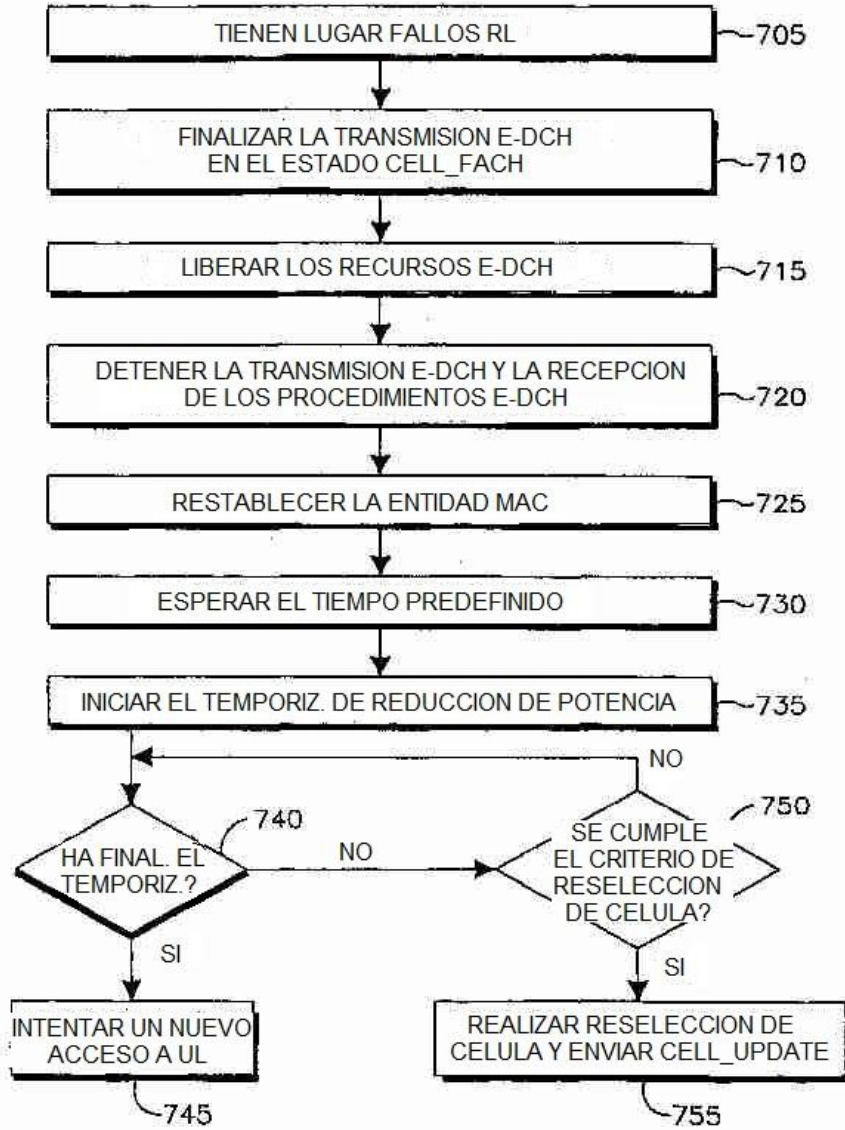 TIENEN LUGAR FALLOS RL
705
FINALIZAR LA TRANSMISION E-DCH
EN EL ESTADO CELL_FACH
710
LIBERAR LOS RECURSOS E-DCH
715
DETENER LA TRANSMISION E-DCH Y LA RECEPCION
DE LOS PROCEDIMIENTOS E-DCH
720
RESTABLECER LA ENTIDAD MAC
725
ESPERAR EL TIEMPO PREDEFINIDO
730
INICIAR EL TEMPORIZ. DE REDUCCION DE POTENCIA
735
NO
740
HA FINAL. EL
TEMPORIZ.?
NO
750
SE CUMPLE
EL CRITERIO DE
RESELECCION
DE CELULA?
SI
SI
INTENTAR UN NUEVO
ACCESO A UL
745
REALIZAR RESELECCION DE
CELULA Y ENVIAR CELL_UPDATE
755